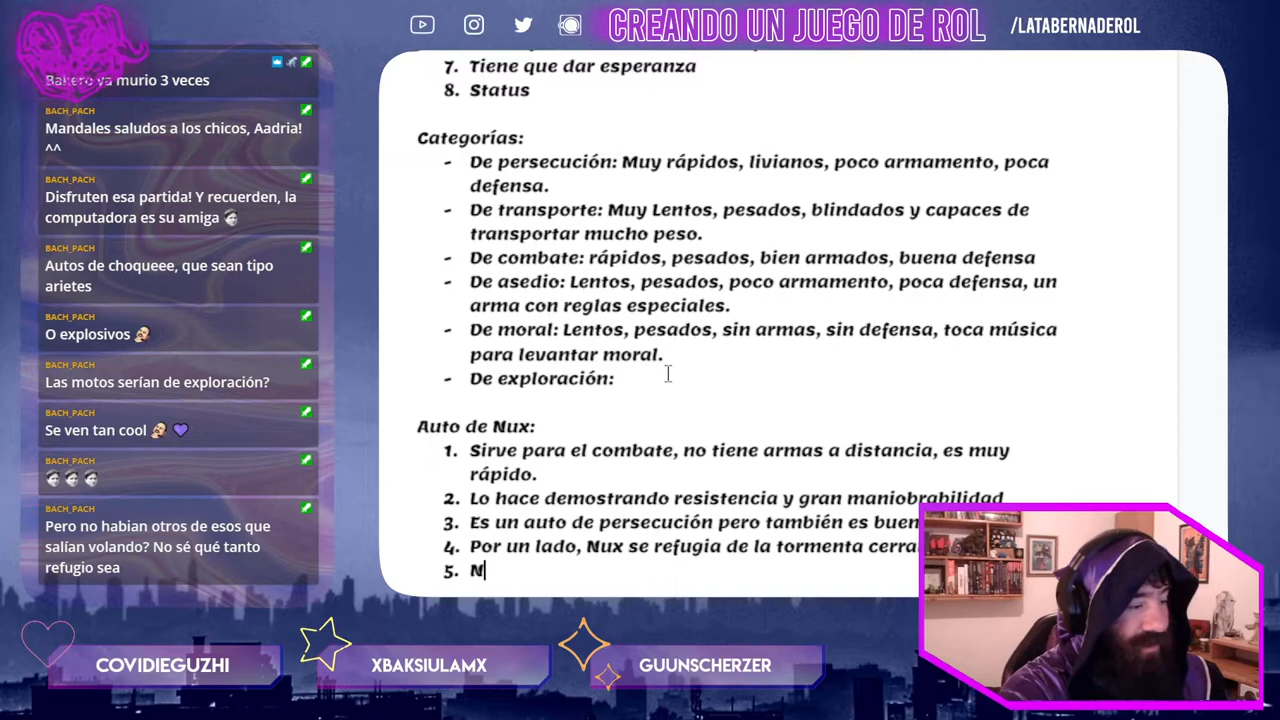 CREANDO UN JUEGO DE ROL
/LATABERNADEROL
Bakero ya murio 3 veces
BACH_PACH
Mandales saludos a los chicos, Aadria!
^^
BACH_PACH
Disfruten esa partida! Y recuerden, la
computadora es su amiga
BACH_PACH
Autos de choqueee, que sean tipo
arietes
BACH_PACH
O explosivos
BACH_PACH
Las motos serían de exploración?
BACH_PACH
Se ven tan cool
BACH_PACH
BACH_PACH
Pero no habian otros de esos que
salían volando? No sé qué tanto
refugio sea
7. Tiene que dar esperanza
8. Status
Categorías:
- De persecución: Muy rápidos, livianos, poco armamento, poca
defensa.
- De transporte: Muy Lentos, pesados, blindados y capaces de
transportar mucho peso.
- De combate: rápidos, pesados, bien armados, buena defensa
- De asedio: Lentos, pesados, poco armamento, poca defensa, un
arma con reglas especiales.
- De moral: Lentos, pesados, sin armas, sin defensa, toca música
para levantar moral.
- De exploración:
Auto de Nux:
1. Sirve para el combate, no tiene armas a distancia, es muy
rápido.
2. Lo hace demostrando resistencia y gran maniobrabilidad
3. Es un auto de persecución pero también es
4. Por un lado, Nux se refugia de la tormenta
5. N
COVIDIEGUZHI
XBAKSIULAMX
GUUNSCHERZER